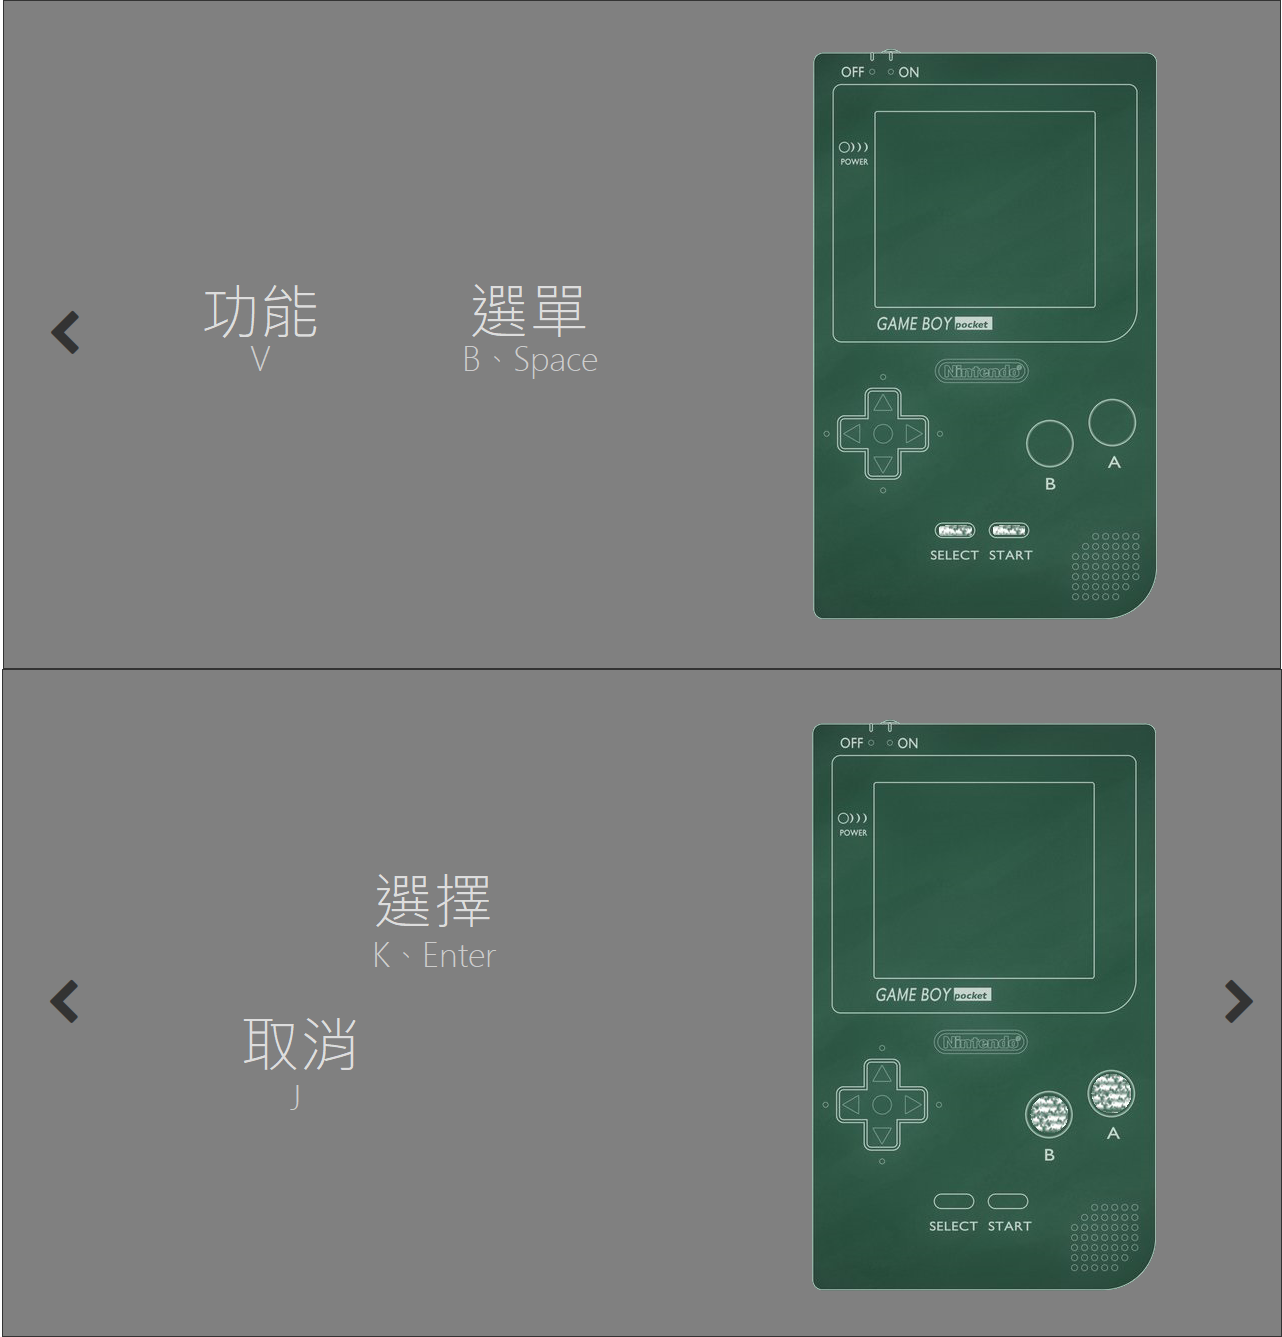 OFF ON
POWER
功能 選單
V B、Space
GAME BOY pocket
Nintendo®
A
B
SELECT START
OFF ON
POWER
選擇
K、Enter
GAME BOY pocket
取消
J
Nintendo®
A
B
SELECT START